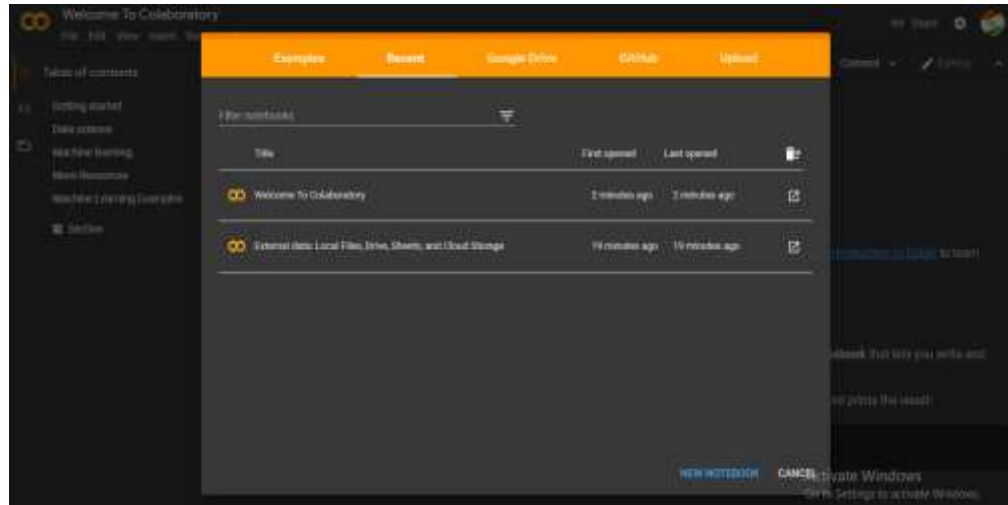 Welcome To Colaboratory
File Edit View Insert
Share
Table of contents
Getting started
Data science
Machine learning
More Resources
Machine Learning Examples
Section
Examples Recent Google Drive GitHub Upload
Connect Editing
Filter notebooks
Title First opened Last opened
Welcome To Colaboratory 2 minutes ago 2 minutes ago
External data: Local Files, Drive, Sheets, and Cloud Storage 19 minutes ago 19 minutes ago
to learn
that lets you write and
prints the result:
NEW NOTEBOOK CANCEL
Activate Windows
Go to Settings to activate Windows.